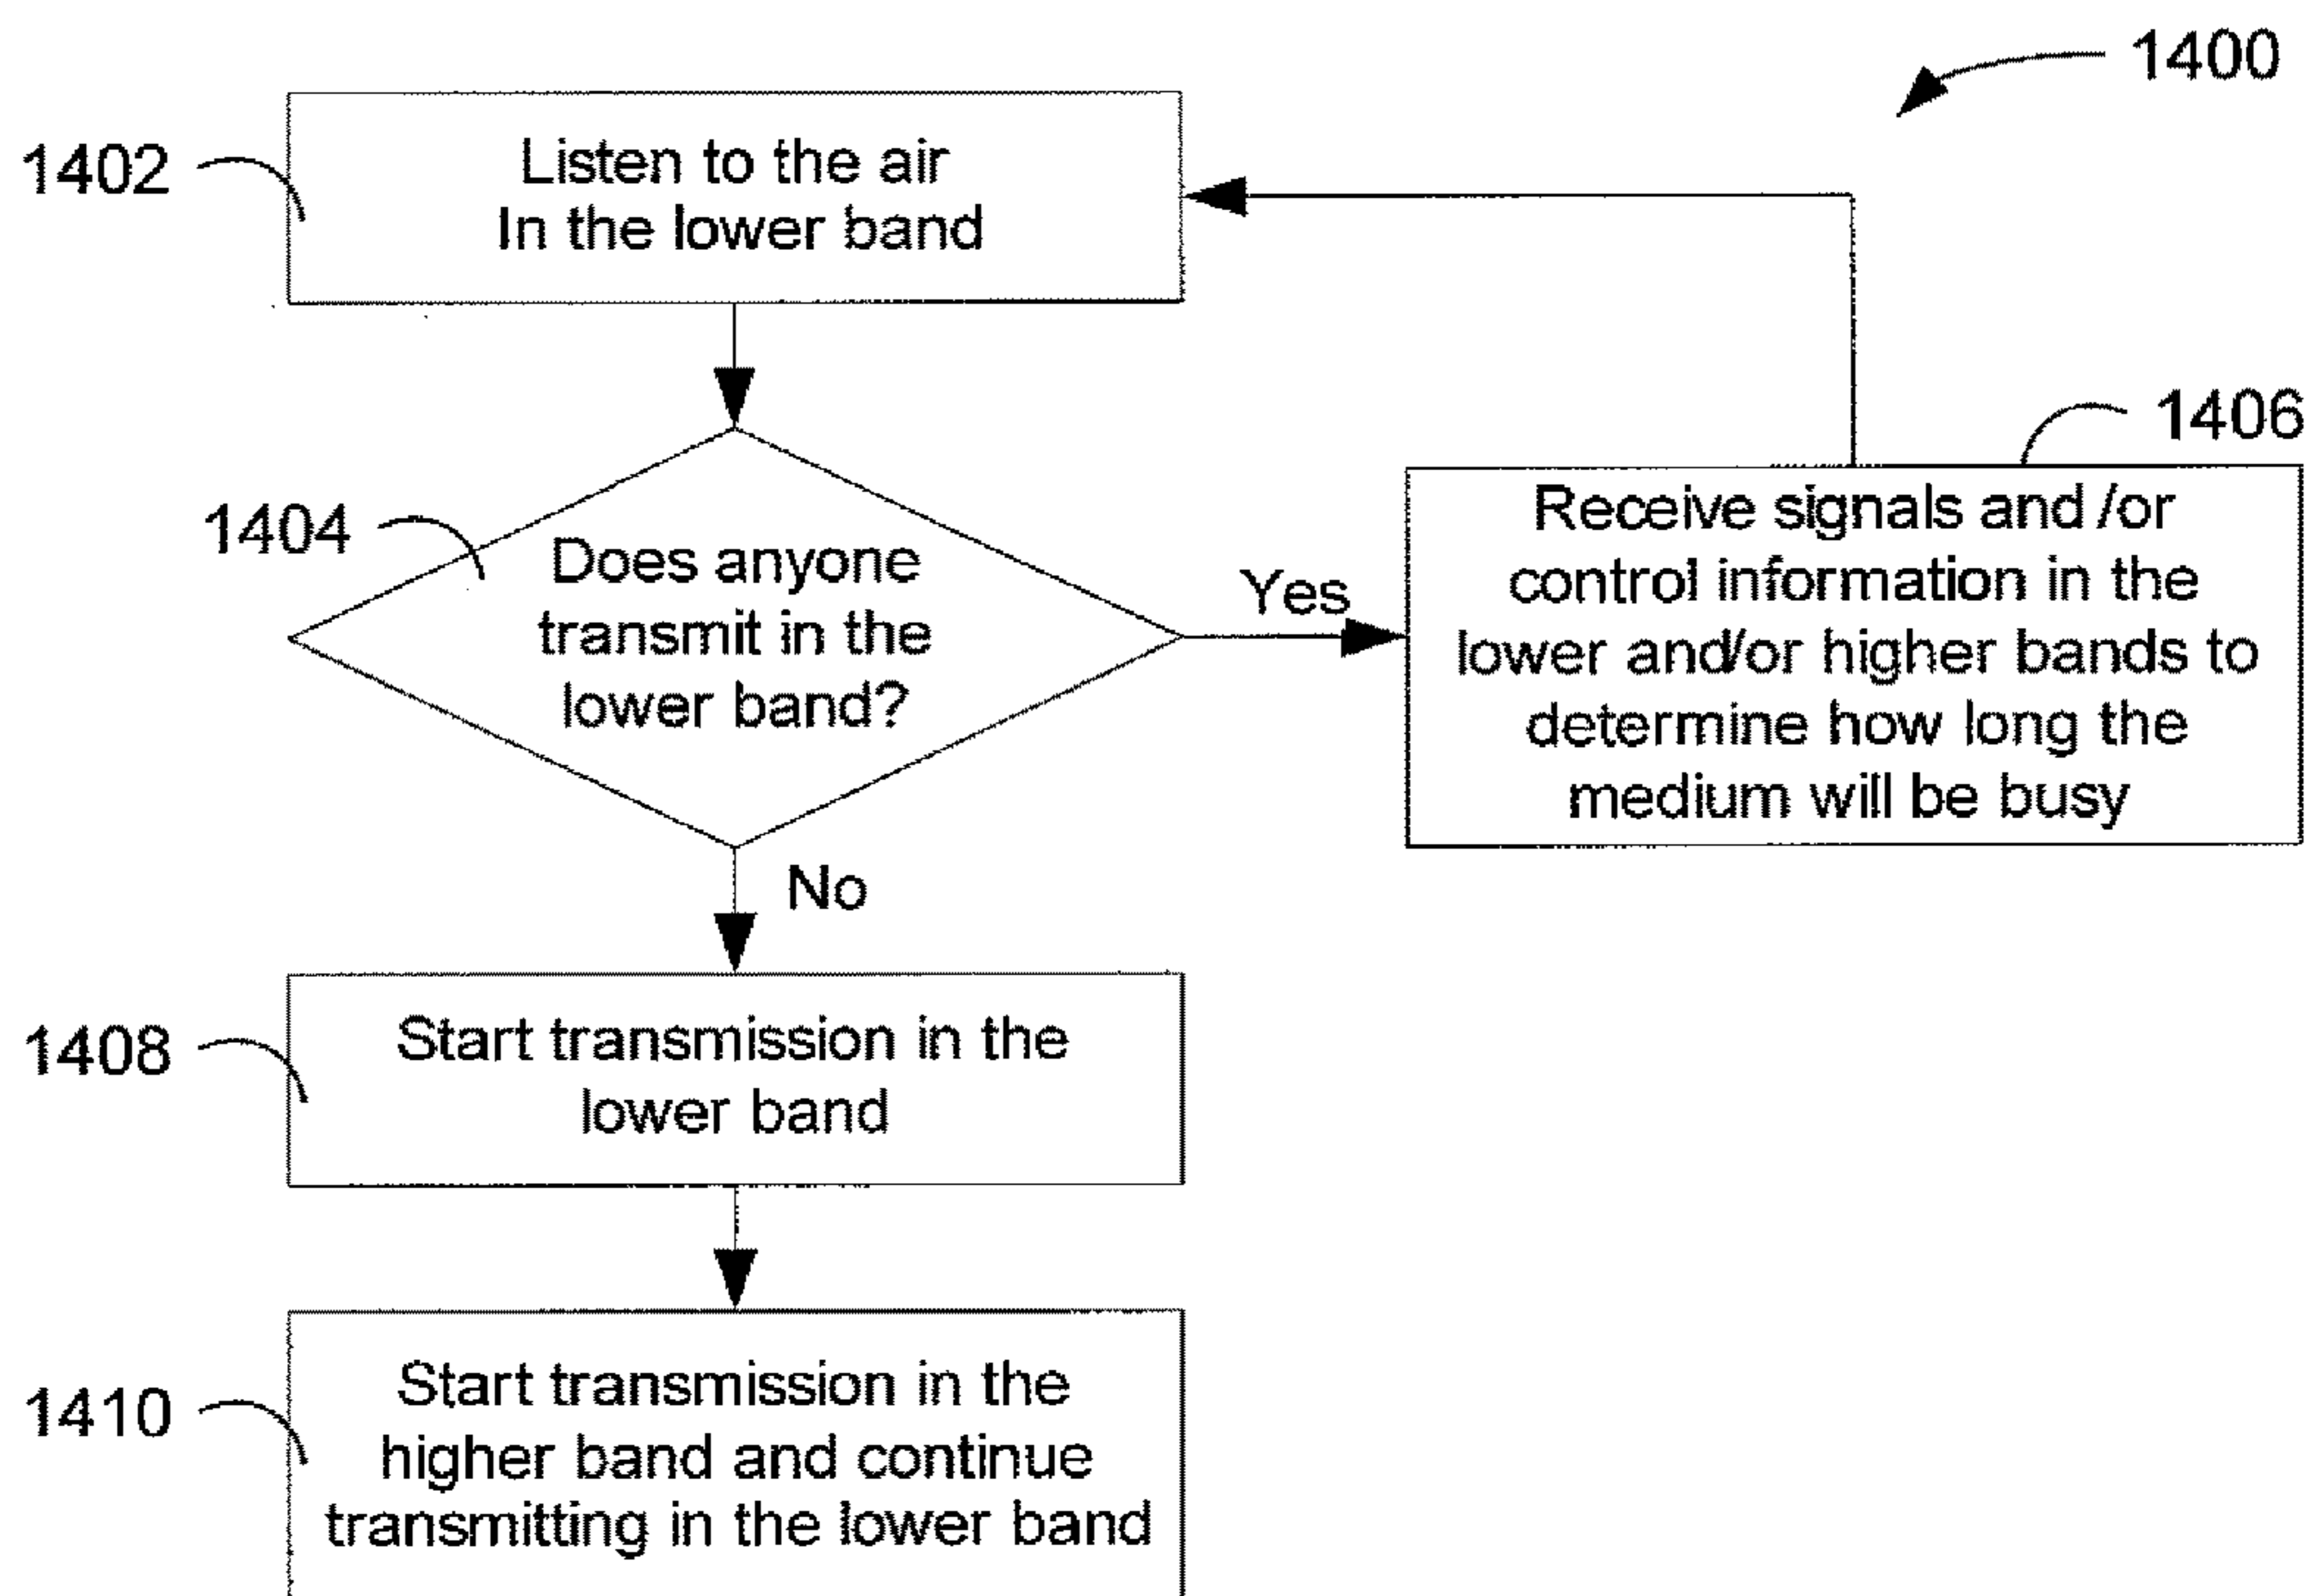 1400
1402
Listen to the air
In the lower band
1404
Does anyone
transmit in the
lower band?
Yes
1406
Receive signals and /or
control information in the
lower and/or higher bands to
determine how long the
medium will be busy
No
1408
Start transmission in the
lower band
1410
Start transmission in the
higher band and continue
transmitting in the lower band